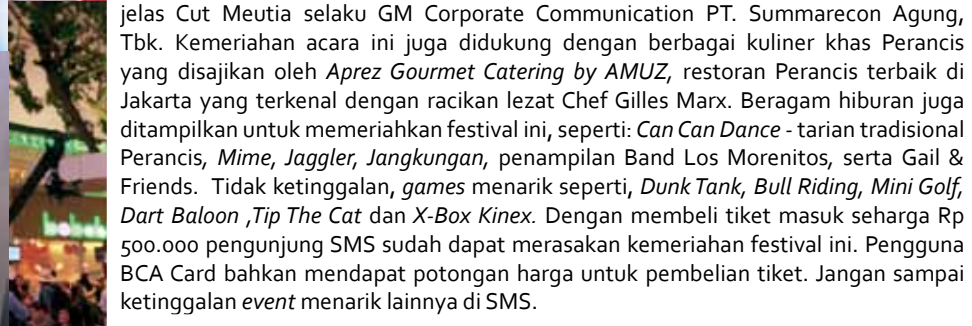 jelas Cut Meutia selaku GM Corporate Communication PT. Summarecon Agung,
Tbk. Kemeriahan acara ini juga didukung dengan berbagai kuliner khas Perancis
yang disajikan oleh Aprez Gourmet Catering by AMUZ, restoran Perancis terbaik di
Jakarta yang terkenal dengan racikan lezat Chef Gilles Marx. Beragam hiburan juga
ditampilkan untuk memeriahkan festival ini, seperti: Can Can Dance - tarian tradisional
Perancis, Mime, Jaggler, Jangkungan, penampilan Band Los Morenitos, serta Gail &
Friends. Tidak ketinggalan, games menarik seperti, Dunk Tank, Bull Riding, Mini Golf,
Dart Baloon ,Tip The Cat dan X-Box Kinex. Dengan membeli tiket masuk seharga Rp
500.000 pengunjung SMS sudah dapat merasakan kemeriahan festival ini. Pengguna
BCA Card bahkan mendapat potongan harga untuk pembelian tiket. Jangan sampai
ketinggalan event menarik lainnya di SMS.